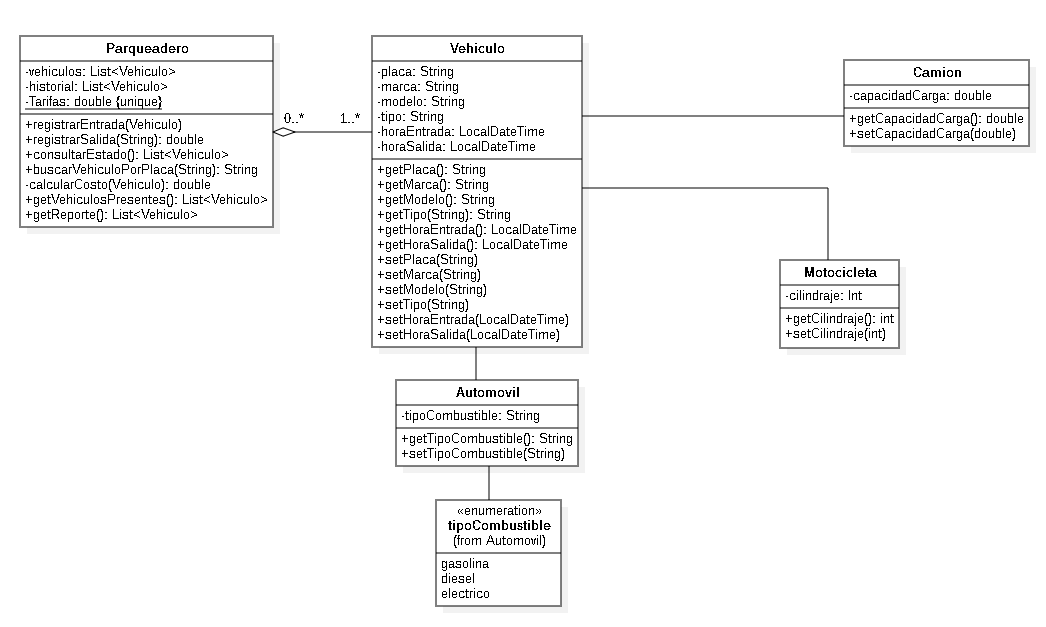 Parqueadero
-vehiculos: List<Vehiculo>
-historial: List<Vehiculo>
-Tarifas: double {unique}
+registrarEntrada(Vehiculo)
+registrarSalida(String): double
+consultarEstado(): List<Vehiculo>
+buscarVehiculoPorPlaca(String): String
-calcularCosto(Vehiculo): double
+getVehiculosPresentes(): List<Vehiculo>
+getReporte(): List<Vehiculo>
0..*
1..*
Vehiculo
-placa: String
-marca: String
-modelo: String
-tipo: String
-horaEntrada: LocalDateTime
-horaSalida: LocalDateTime
+getPlaca(): String
+getMarca(): String
+getModelo(): String
+getTipo(String): String
+getHoraEntrada(): LocalDateTime
+getHoraSalida(): LocalDateTime
+setPlaca(String)
+setMarca(String)
+setModelo(String)
+setTipo(String)
+setHoraEntrada(LocalDateTime)
+setHoraSalida(LocalDateTime)
Camion
-capacidadCarga: double
+getCapacidadCarga(): double
+setCapacidadCarga(double)
Motocicleta
-cilindraje: Int
+getCilindraje(): int
+setCilindraje(int)
Automovil
-tipoCombustible: String
+getTipoCombustible(): String
+setTipoCombustible(String)
«enumeration»
tipoCombustible
(from Automovil)
gasolina
diesel
electrico